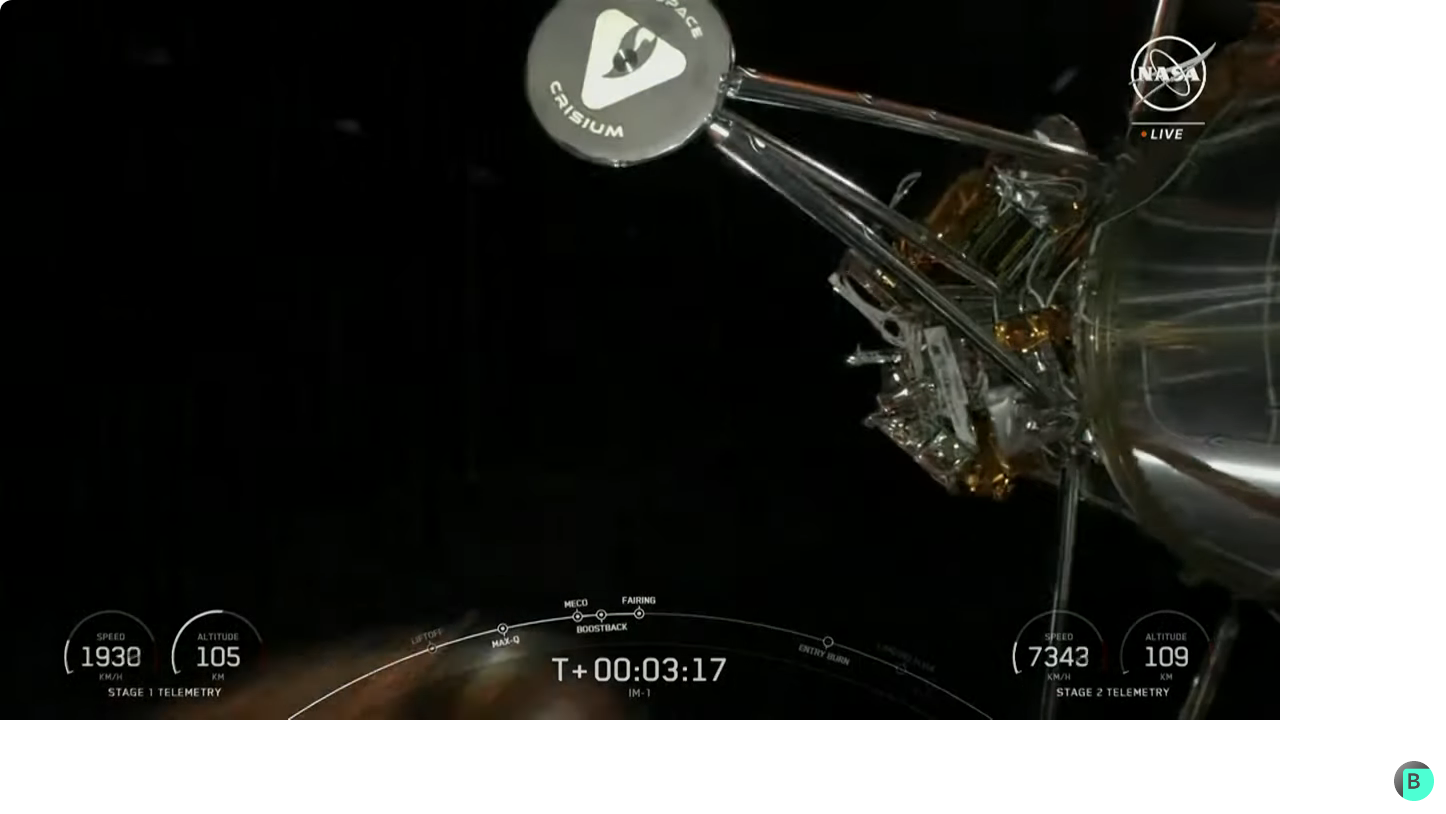 SPACE
CRISIUM
NASA
LIVE
LIFTOFF
MAX-Q
MECO
BOOSTBACK
FAIRING
ENTRY BURN
SPEED
1930
KM/H
ALTITUDE
105
KM
STAGE 1 TELEMETRY
T+00:03:17
IM-1
SPEED
7343
KM/H
ALTITUDE
109
KM
STAGE 2 TELEMETRY
B